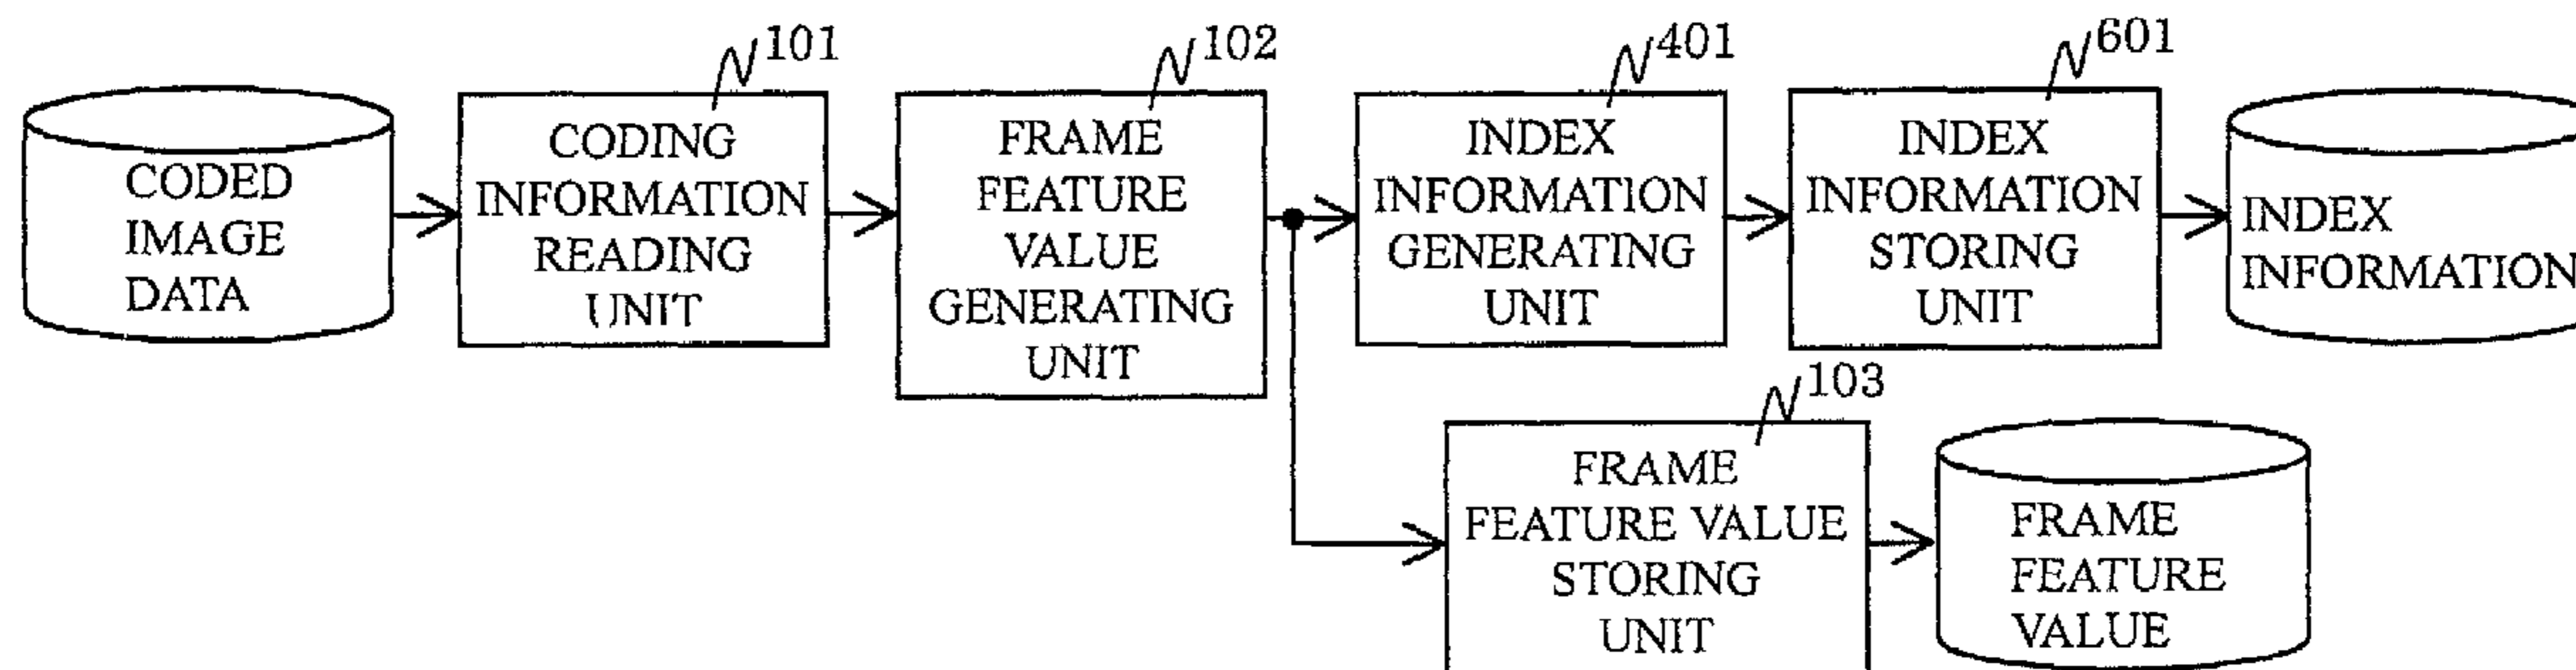 101
102
401
601
CODED
IMAGE
DATA
CODING
INFORMATION
READING
UNIT
FRAME
FEATURE
VALUE
GENERATING
UNIT
INDEX
INFORMATION
GENERATING
UNIT
INDEX
INFORMATION
STORING
UNIT
INDEX
INFORMATION
103
FRAME
FEATURE VALUE
STORING
UNIT
FRAME
FEATURE
VALUE